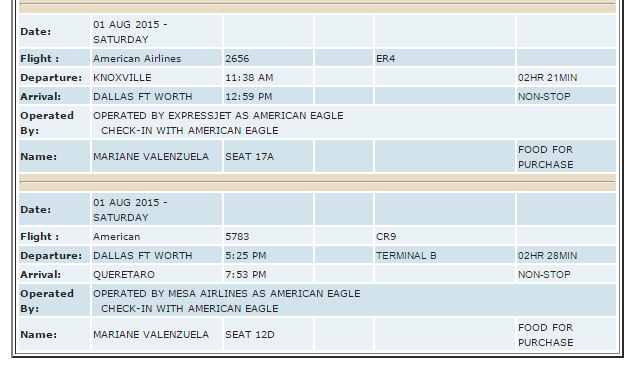 Date: 01 AUG 2015 -
SATURDAY
Flight : American Airlines 2656 ER4
Departure: KNOXVILLE 11:38 AM 02HR 21MIN
Arrival: DALLAS FT WORTH 12:59 PM NON-STOP
Operated By: OPERATED BY EXPRESSJET AS AMERICAN EAGLE
CHECK-IN WITH AMERICAN EAGLE
Name: MARIANE VALENZUELA SEAT 17A FOOD FOR
PURCHASE
Date: 01 AUG 2015 -
SATURDAY
Flight : American 5783 CR9
Departure: DALLAS FT WORTH 5:25 PM TERMINAL B 02HR 28MIN
Arrival: QUERETARO 7:53 PM NON-STOP
Operated By: OPERATED BY MESA AIRLINES AS AMERICAN EAGLE
CHECK-IN WITH AMERICAN EAGLE
Name: MARIANE VALENZUELA SEAT 12D FOOD FOR
PURCHASE